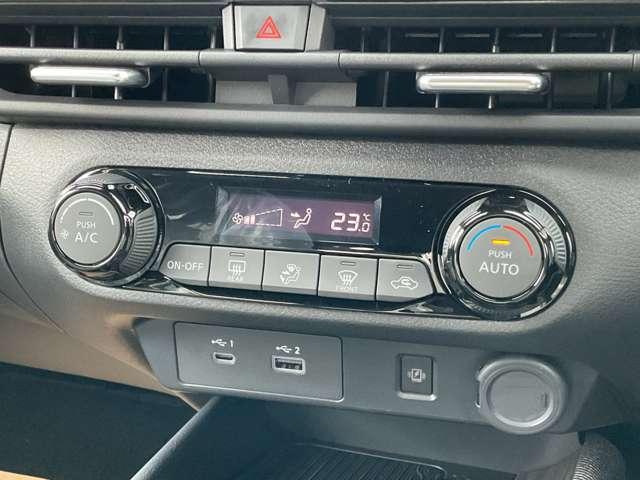 PUSH
A/C
23.0 °C
PUSH
AUTO
ON·OFF
REAR
FRONT
1
2